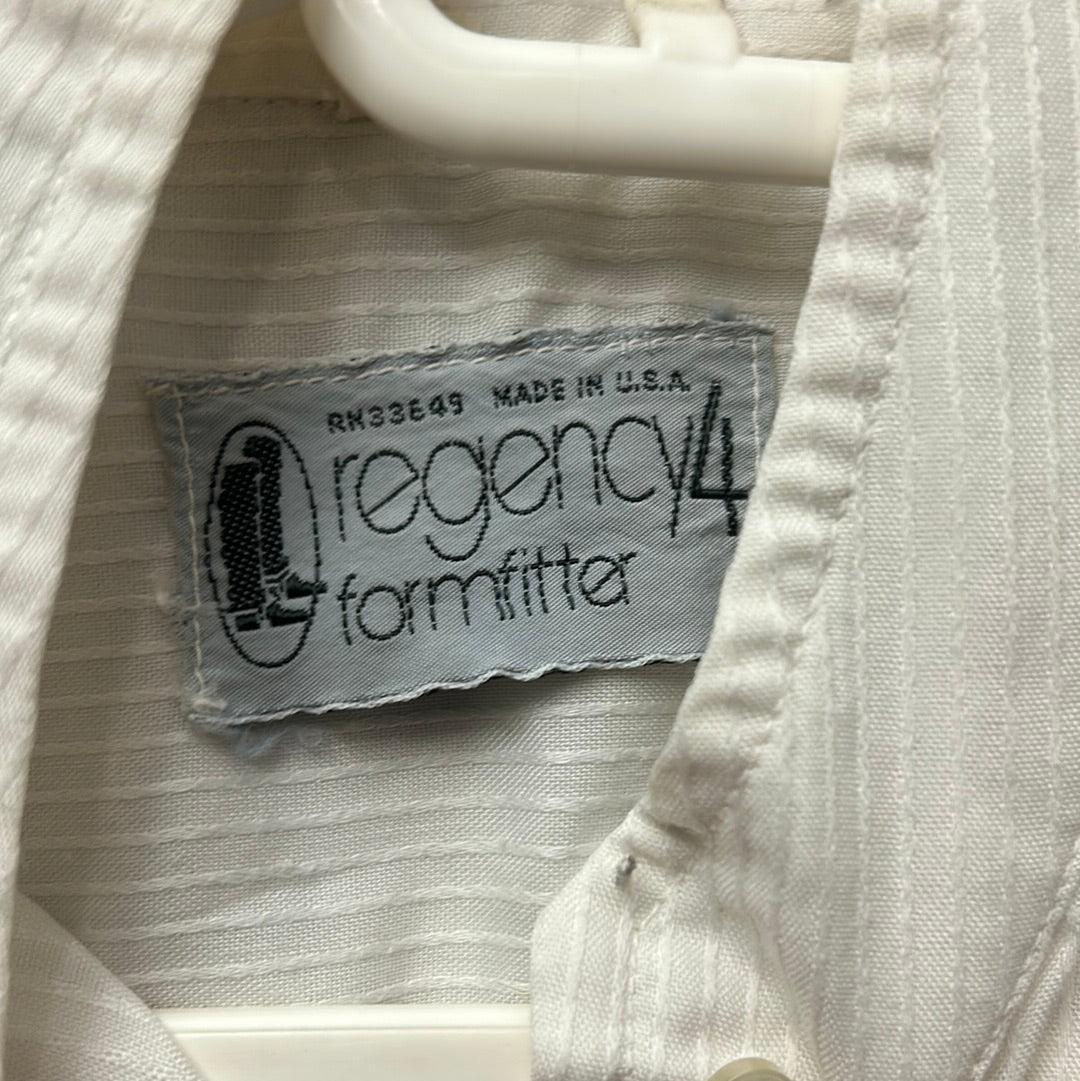 RN33649 MADE IN U.S.A.
regency4
formfitter